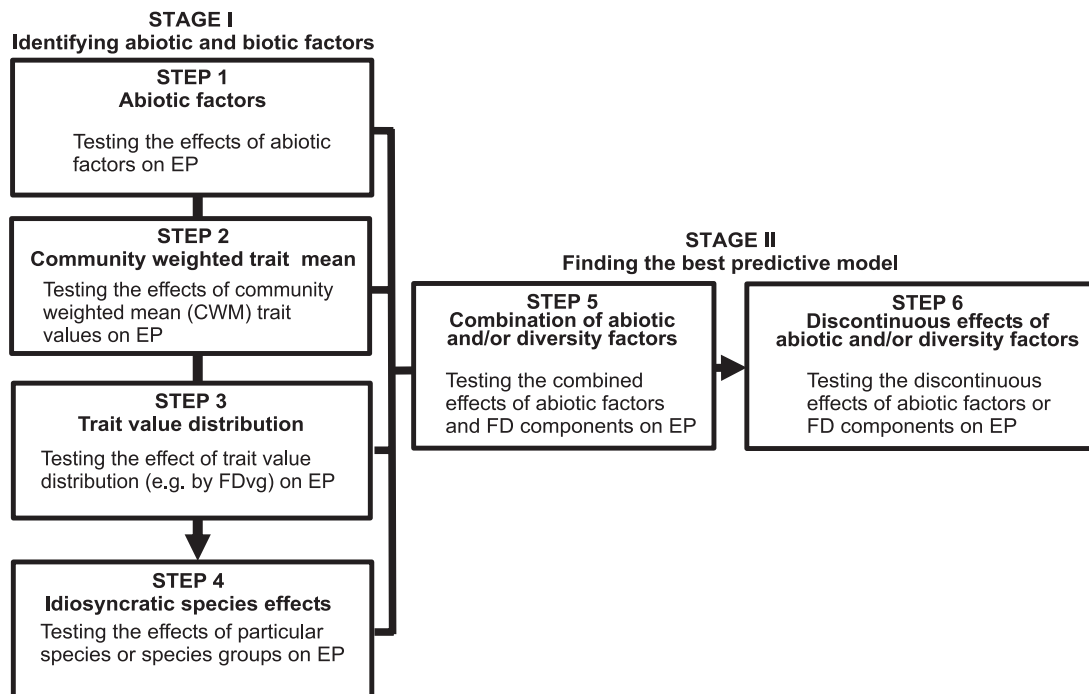 STAGE I
Identifying abiotic and biotic factors
STEP 1
Abiotic factors
Testing the effects of abiotic
factors on EP
STEP 2
Community weighted trait mean
Testing the effects of community
weighted mean (CWM) trait
values on EP
STEP 3
Trait value distribution
Testing the effect of trait value
distribution (e.g. by FDvg) on EP
STEP 4
Idiosyncratic species effects
Testing the effects of particular
species or species groups on EP
STAGE II
Finding the best predictive model
STEP 5
Combination of abiotic
and/or diversity factors
Testing the combined
effects of abiotic factors
and FD components on EP
STEP 6
Discontinuous effects of
abiotic and/or diversity factors
Testing the discontinuous
effects of abiotic factors or
FD components on EP